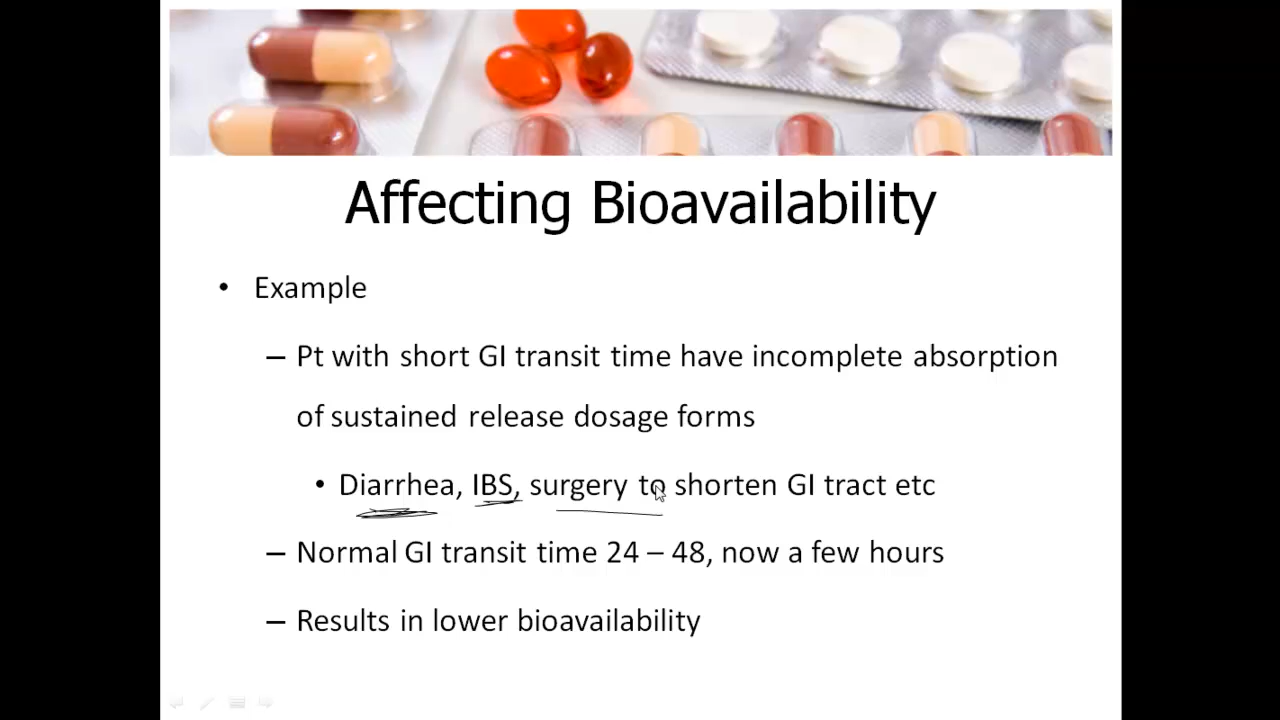 Affecting Bioavailability
• Example
– Pt with short GI transit time have incomplete absorption
of sustained release dosage forms
• Diarrhea, IBS, surgery to shorten GI tract etc
– Normal GI transit time 24 – 48, now a few hours
– Results in lower bioavailability